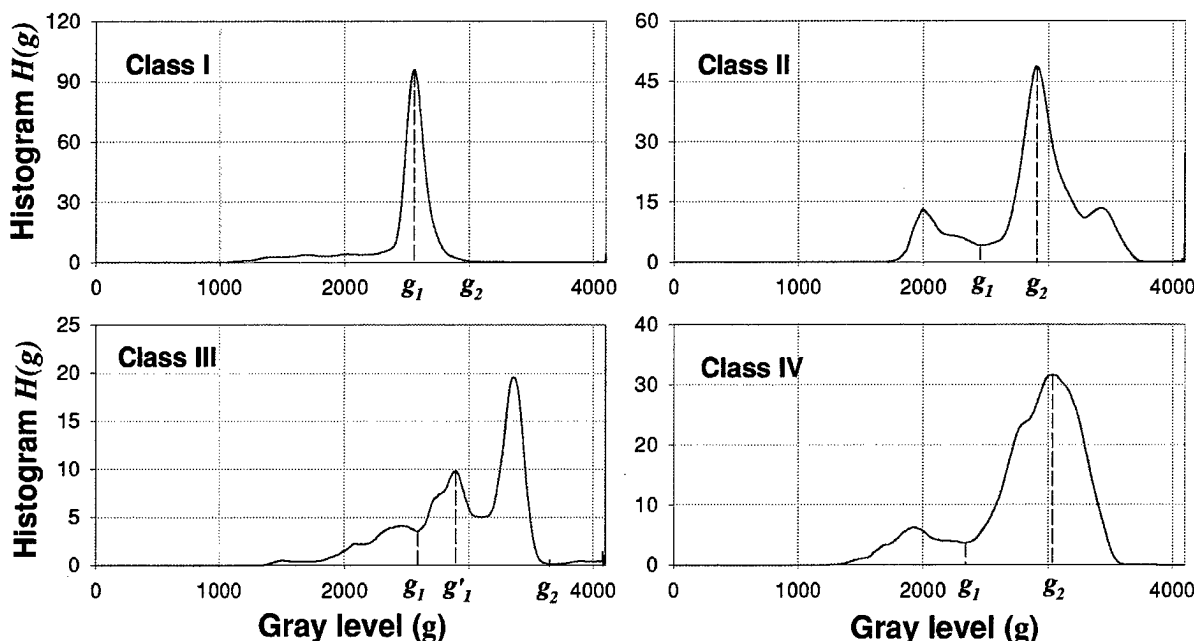 Histogram H(g)
120
90
60
30
0
Class I
0 1000 2000 g1 g2 4000
60
45
30
15
0
Class II
0 1000 2000 g1 g2 3000 4000
Histogram H(g)
25
20
15
10
5
0
Class III
0 1000 2000 g1 g'1 g2 4000
Gray level (g)
40
30
20
10
0
Class IV
0 1000 2000 g1 g2 3000 4000
Gray level (g)